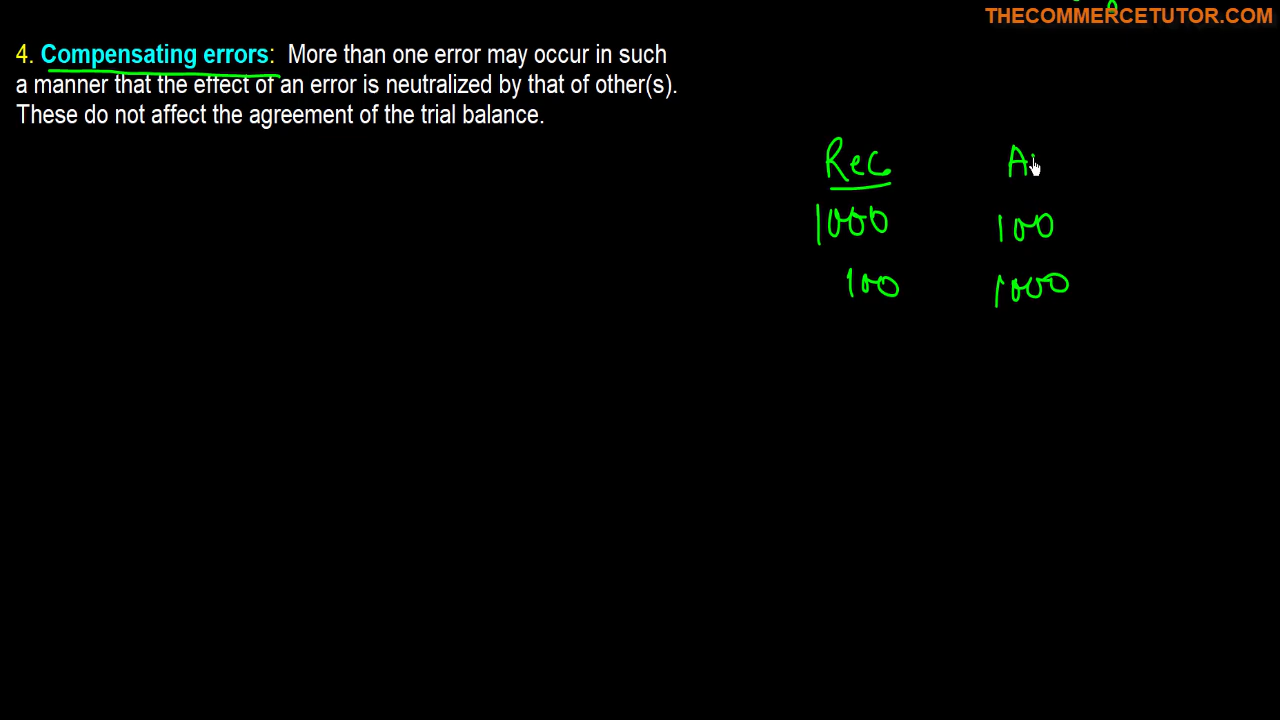 THECOMMERCETUTOR.COM
4. Compensating errors: More than one error may occur in such
a manner that the effect of an error is neutralized by that of other(s).
These do not affect the agreement of the trial balance.
Rec
1000 100
100 1000